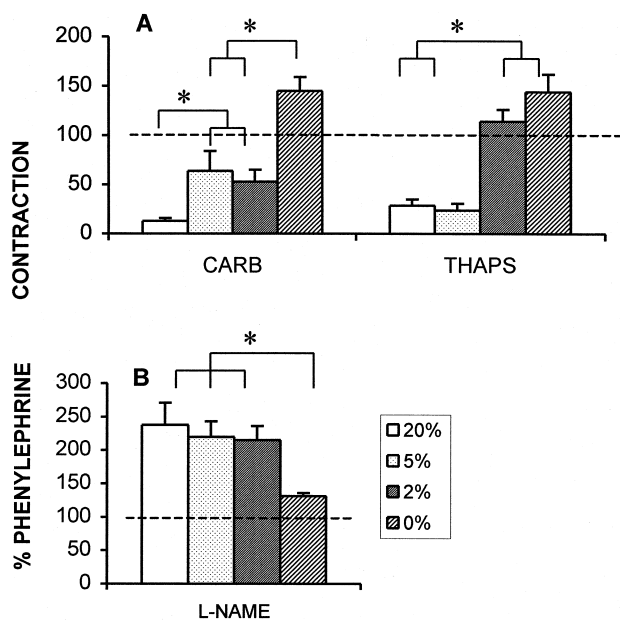 A
*
*
*
200
150
100
50
0
CONTRACTION
CARB
THAPS
B
*
300
250
200
150
100
50
0
% PHENYLEPHRINE
L-NAME
20%
5%
2%
0%